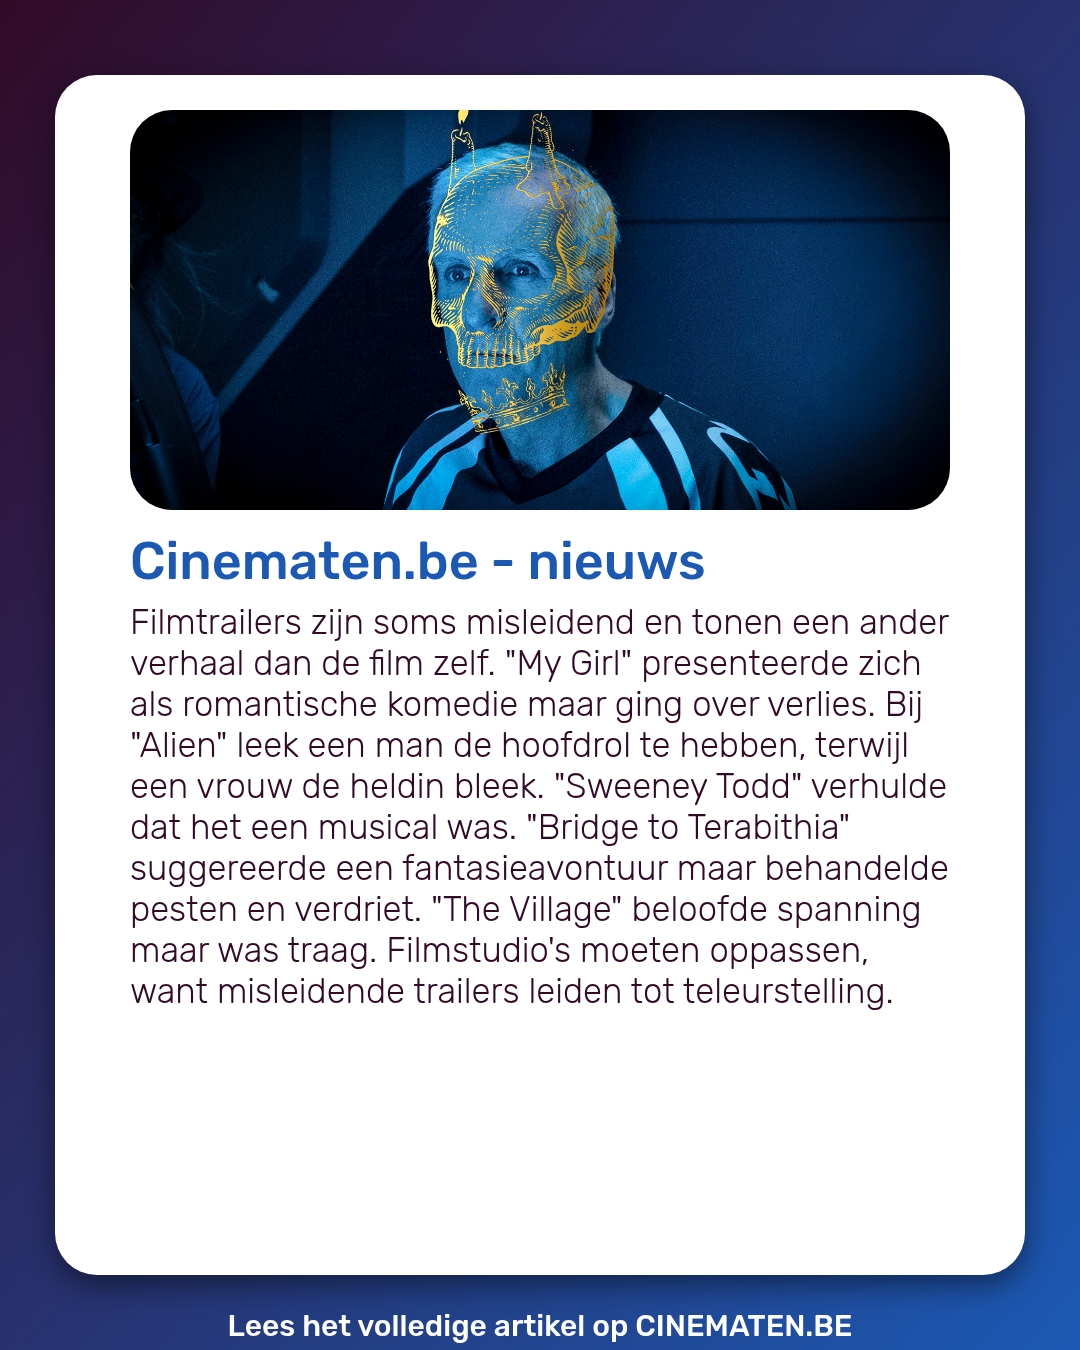 Cinematen.be - nieuws
Filmtrailers zijn soms misleidend en tonen een ander
verhaal dan de film zelf. "My Girl" presenteerde zich
als romantische komedie maar ging over verlies. Bij
"Alien" leek een man de hoofdrol te hebben, terwijl
een vrouw de heldin bleek. "Sweeney Todd" verhulde
dat het een musical was. "Bridge to Terabithia"
suggereerde een fantasieavontuur maar behandelde
pesten en verdriet. "The Village" beloofde spanning
maar was traag. Filmstudio's moeten oppassen,
want misleidende trailers leiden tot teleurstelling.
Lees het volledige artikel op CINEMATEN.BE